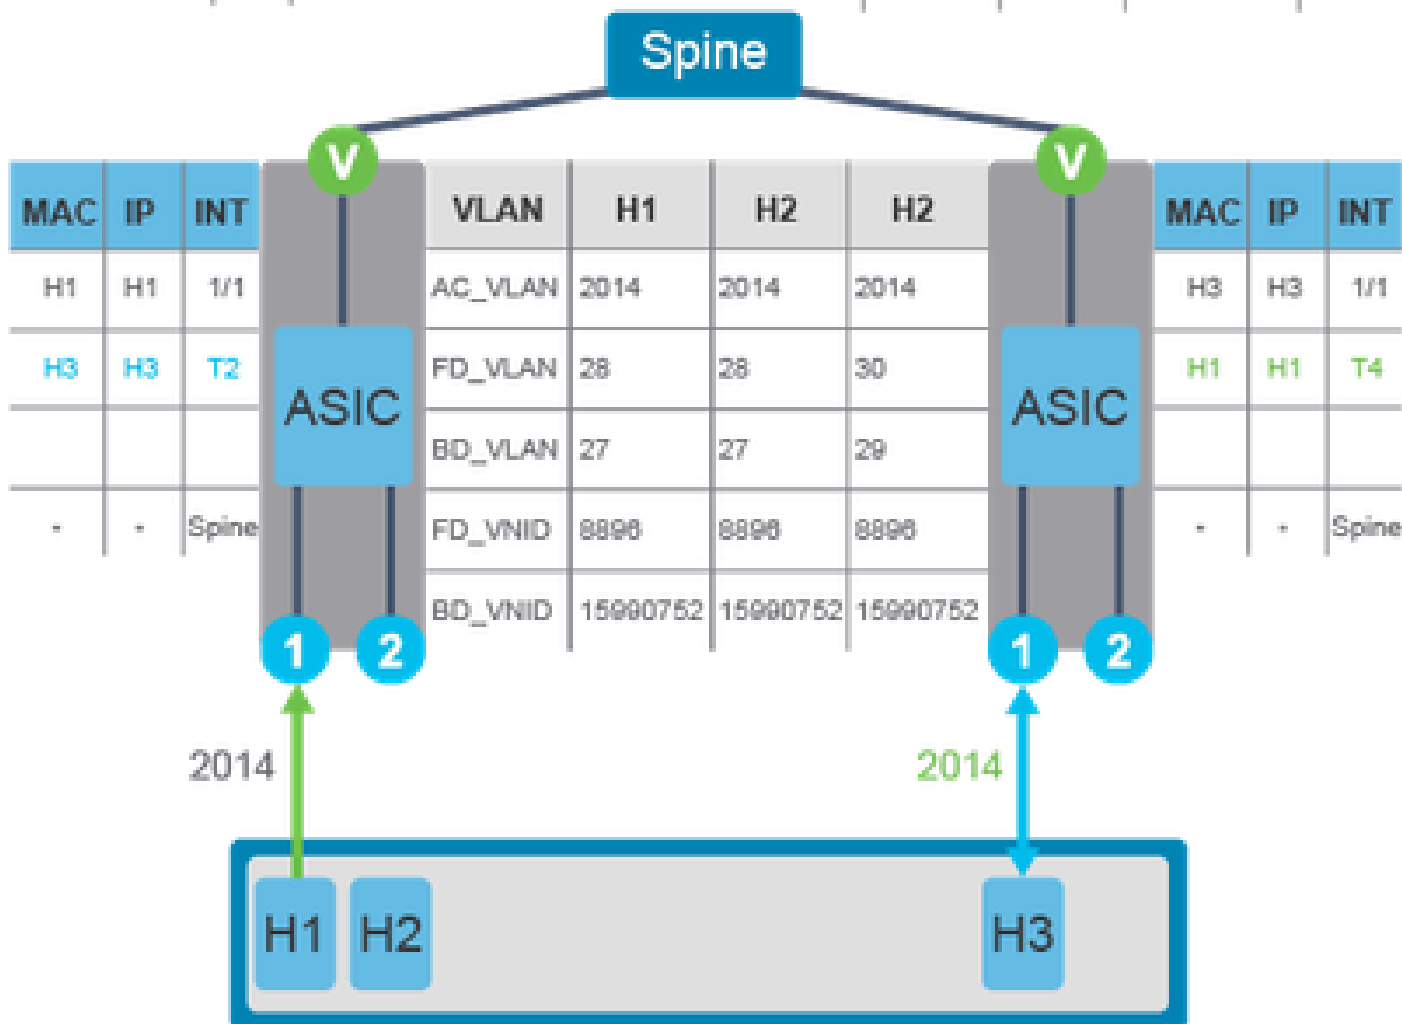 Spine
V V
MAC IP INT
H1 H1 1/1
H3 H3 T2
- - Spine
VLAN H1 H2 H2
AC_VLAN 2014 2014 2014
FD_VLAN 28 28 30
BD_VLAN 27 27 29
FD_VNID 8896 8896 8896
BD_VNID 15990752 15990752 15990752
MAC IP INT
H3 H3 1/1
H1 H1 T4
- - Spine
ASIC ASIC
1 2 1 2
2014 2014
H1 H2 H3